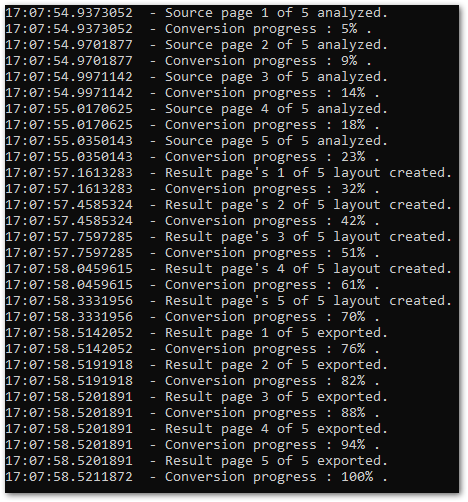 17:07:54.9373052  - Source page 1 of 5 analyzed.
17:07:54.9373052  - Conversion progress : 5% .
17:07:54.9701877  - Source page 2 of 5 analyzed.
17:07:54.9701877  - Conversion progress : 9% .
17:07:54.9971142  - Source page 3 of 5 analyzed.
17:07:54.9971142  - Conversion progress : 14% .
17:07:55.0170625  - Source page 4 of 5 analyzed.
17:07:55.0170625  - Conversion progress : 18% .
17:07:55.0350143  - Source page 5 of 5 analyzed.
17:07:55.0350143  - Conversion progress : 23% .
17:07:57.1613283  - Result page's 1 of 5 layout created.
17:07:57.1613283  - Conversion progress : 32% .
17:07:57.4585324  - Result page's 2 of 5 layout created.
17:07:57.4585324  - Conversion progress : 42% .
17:07:57.7597285  - Result page's 3 of 5 layout created.
17:07:57.7597285  - Conversion progress : 51% .
17:07:58.0459615  - Result page's 4 of 5 layout created.
17:07:58.0459615  - Conversion progress : 61% .
17:07:58.3331956  - Result page's 5 of 5 layout created.
17:07:58.3331956  - Conversion progress : 70% .
17:07:58.5142052  - Result page 1 of 5 exported.
17:07:58.5142052  - Conversion progress : 76% .
17:07:58.5191918  - Result page 2 of 5 exported.
17:07:58.5191918  - Conversion progress : 82% .
17:07:58.5201891  - Result page 3 of 5 exported.
17:07:58.5201891  - Conversion progress : 88% .
17:07:58.5201891  - Result page 4 of 5 exported.
17:07:58.5201891  - Conversion progress : 94% .
17:07:58.5201891  - Result page 5 of 5 exported.
17:07:58.5211872  - Conversion progress : 100% .